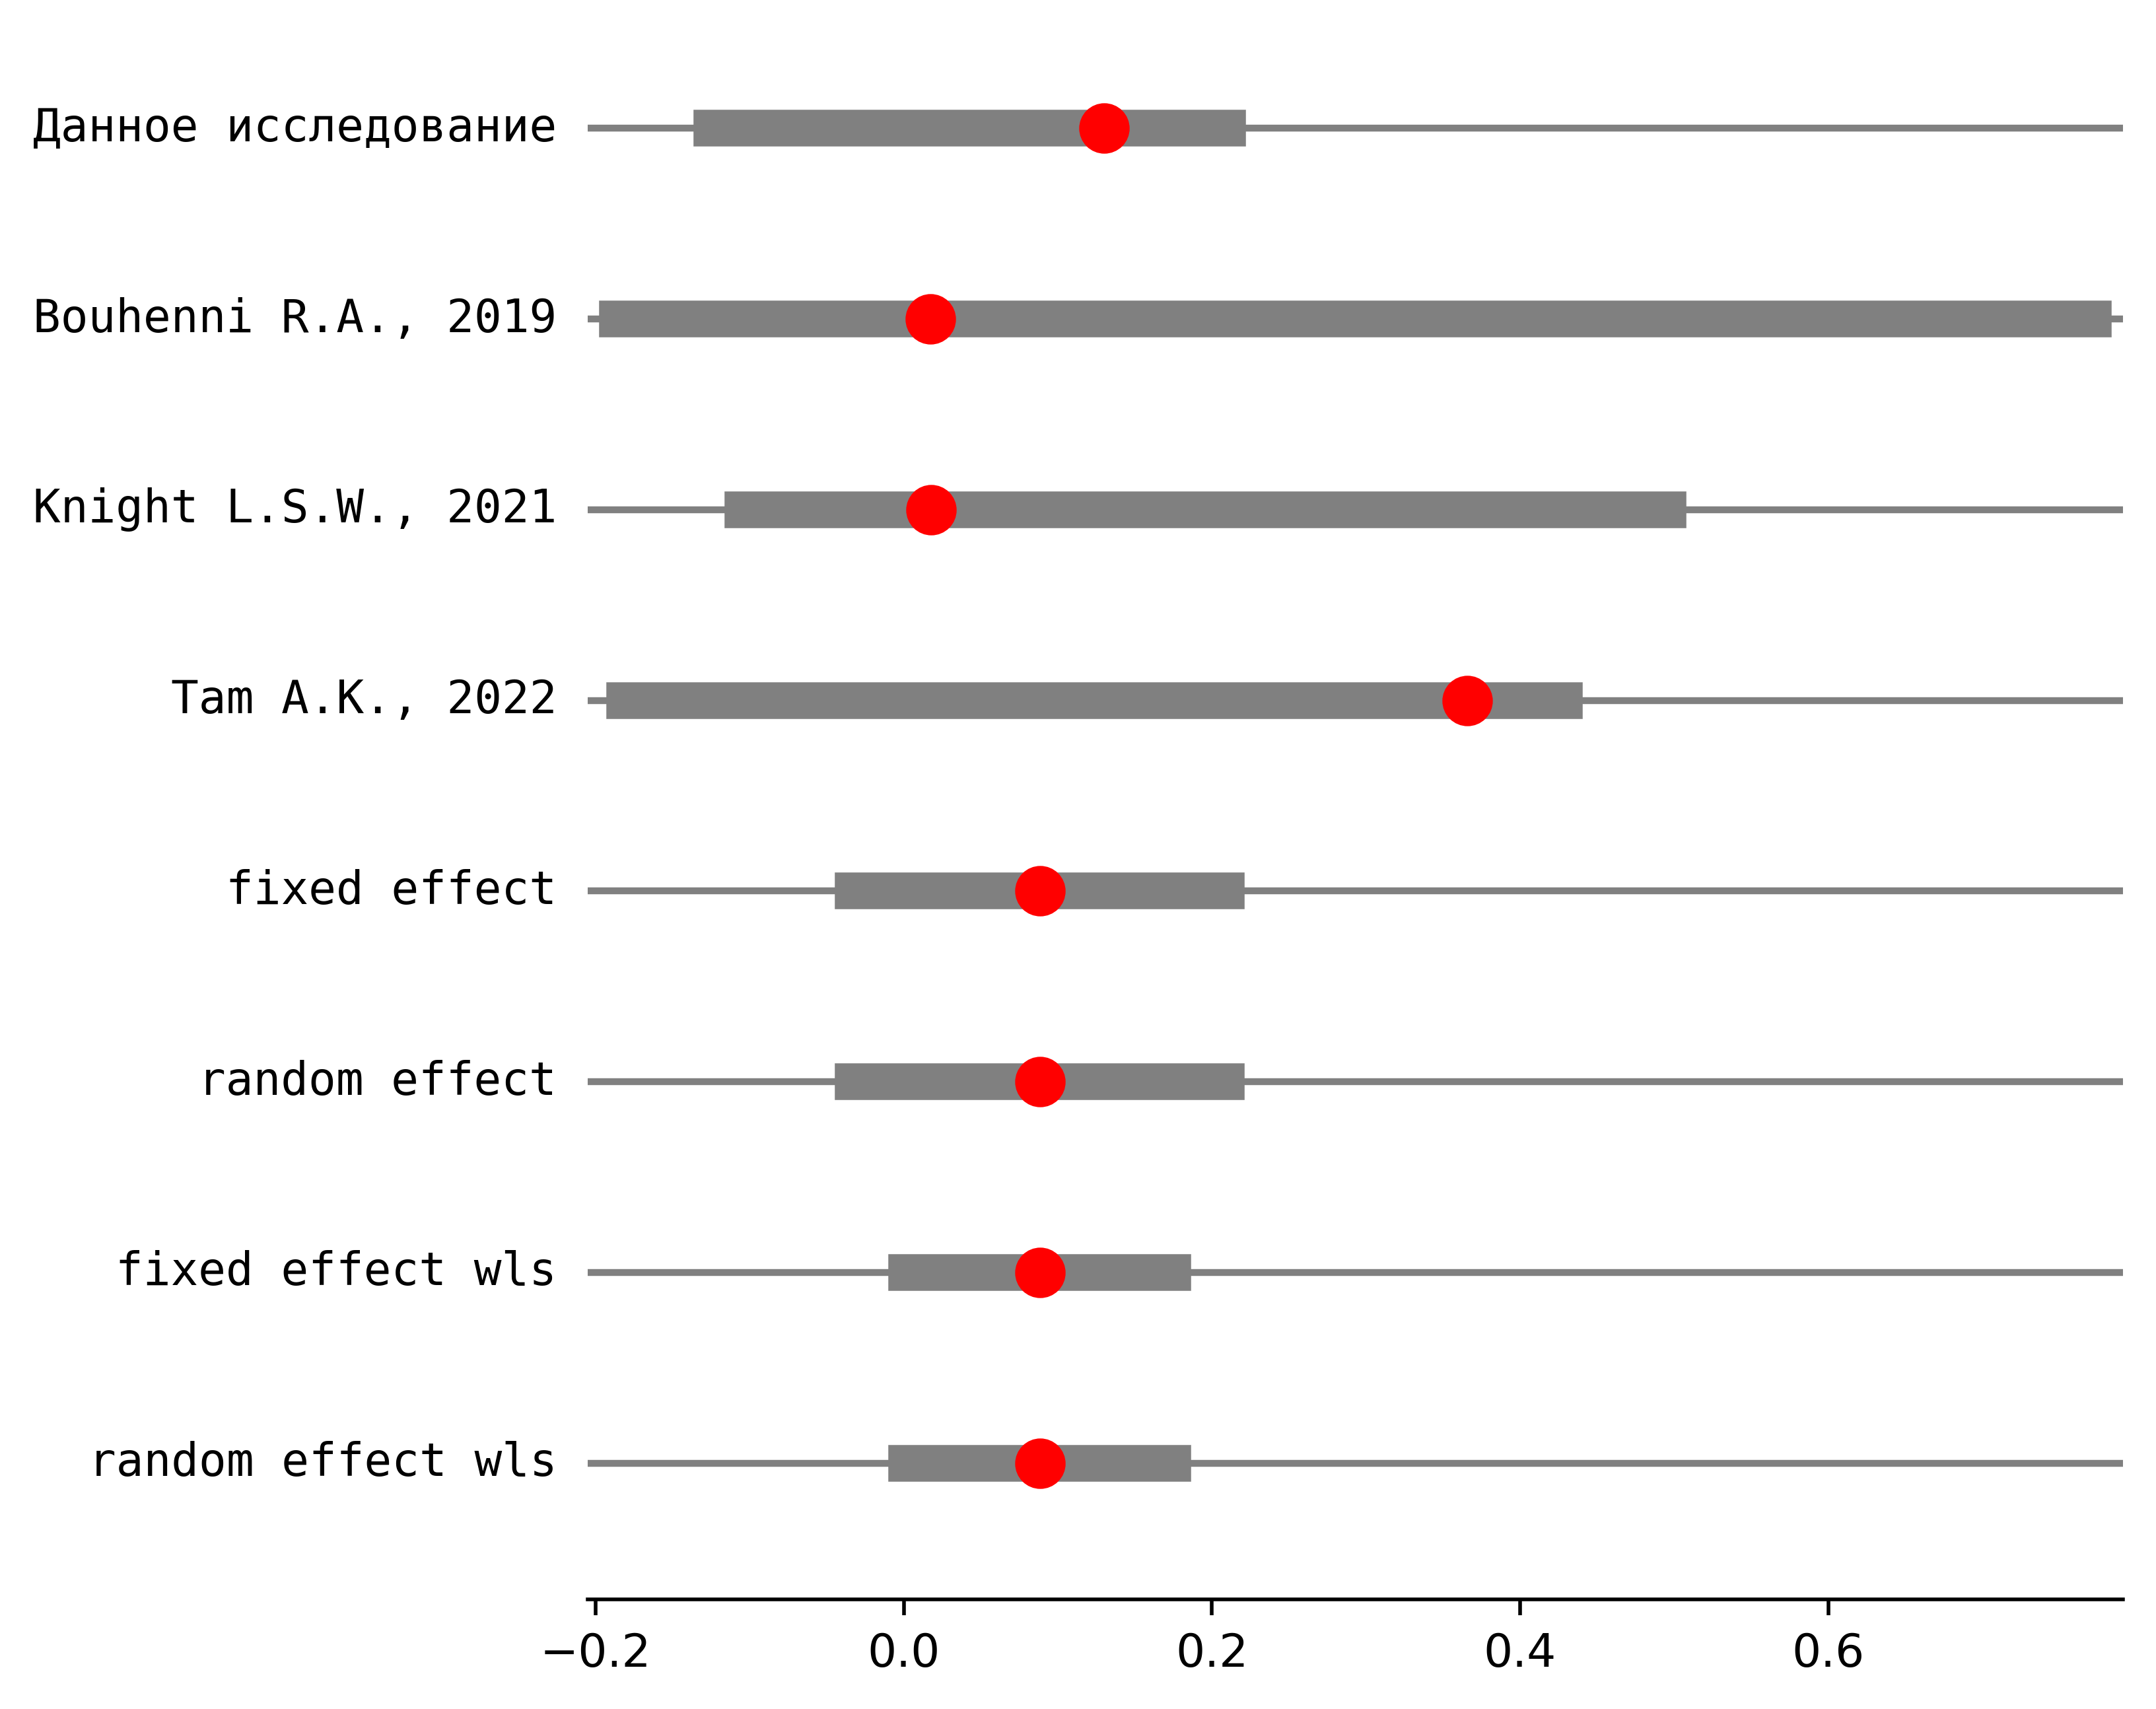 Данное исследование
Bouhenni R.A., 2019
Knight L.S.W., 2021
Tam A.K., 2022
fixed effect
random effect
fixed effect wls
random effect wls
−0.2 0.0 0.2 0.4 0.6